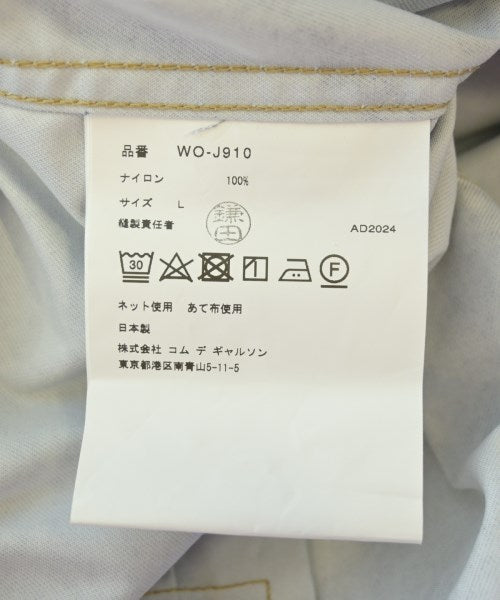 品番 WO-J910
ナイロン 100%
サイズ L
縫製責任者 鎌田 AD2024
30 F
ネット使用 あて布使用
日本製
株式会社 コム デ ギャルソン
東京都港区南青山5-11-5